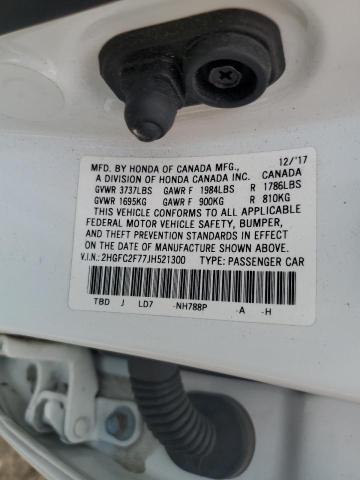 MFD. BY HONDA OF CANADA MFG., 12/'17
A DIVISION OF HONDA CANADA INC. CANADA
GVWR 3737LBS GAWR F 1984LBS R 1786LBS
GVWR 1695KG GAWR F 900KG R 810KG
THIS VEHICLE CONFORMS TO ALL APPLICABLE
FEDERAL MOTOR VEHICLE SAFETY, BUMPER,
AND THEFT PREVENTION STANDARDS IN EFFECT
ON THE DATE OF MANUFACTURE SHOWN ABOVE.
V.I.N.: 2HGFC2F77JH521300 TYPE: PASSENGER CAR
TBD J LD7 -NH788P -A -H